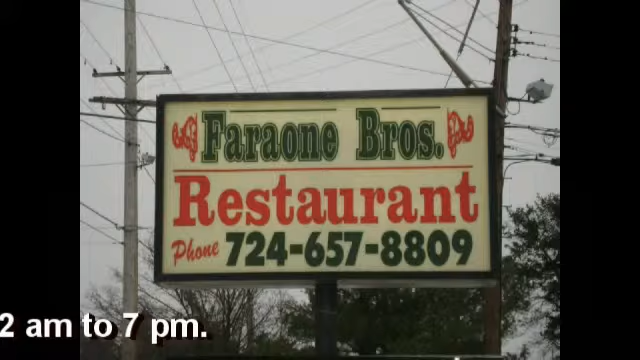 Faraone Bros.
Restaurant
Phone 724-657-8809
2 am to 7 pm.